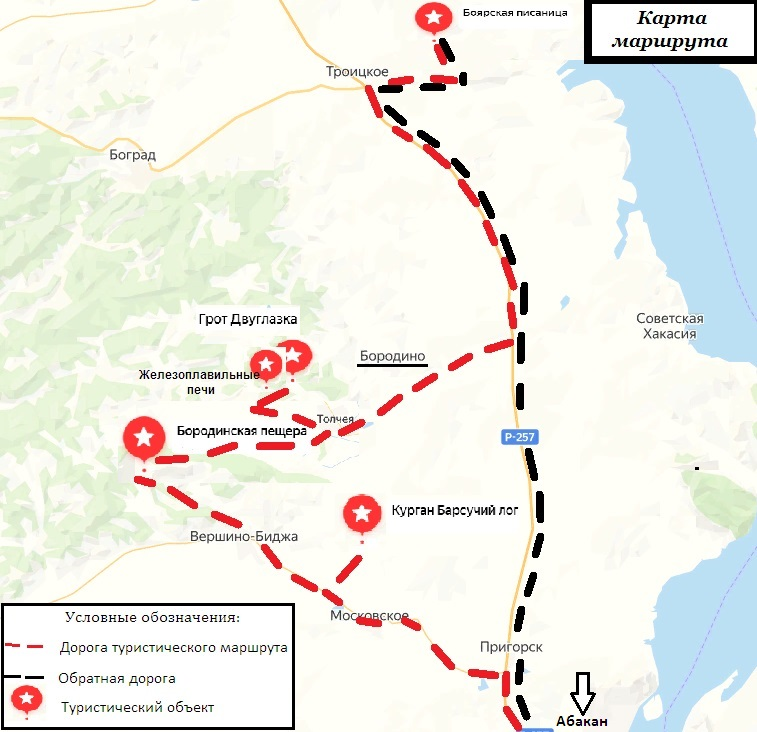 Боярская писаница
Карта
маршрута
Троицкое
Боград
Грот Двуглазка
Советская
Хакасия
Бородино
Железоплавильные
печи
Толчея
Бородинская пещера
Р-257
Курган Барсучий лог
Вершино-Биджа
Московское
Пригорск
Абакан
Условные обозначения:
Дорога туристического маршрута
Обратная дорога
Туристический объект